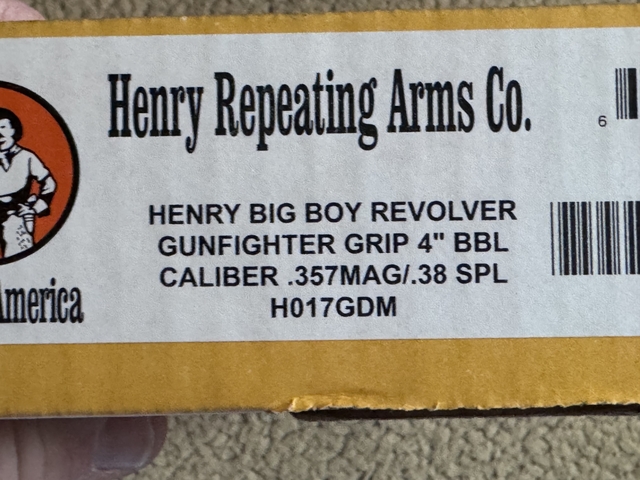 Henry Repeating Arms Co.
HENRY BIG BOY REVOLVER
GUNFIGHTER GRIP 4" BBL
CALIBER .357MAG/.38 SPL
H017GDM
America
6